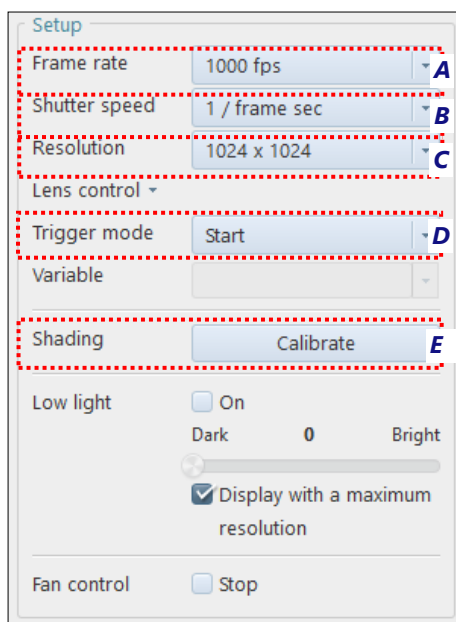 Setup
Frame rate 1000 fps A
Shutter speed 1 / frame sec B
Resolution 1024 x 1024 C
Lens control
Trigger mode Start D
Variable
Shading Calibrate E
Low light On
Dark 0 Bright
Display with a maximum
resolution
Fan control Stop